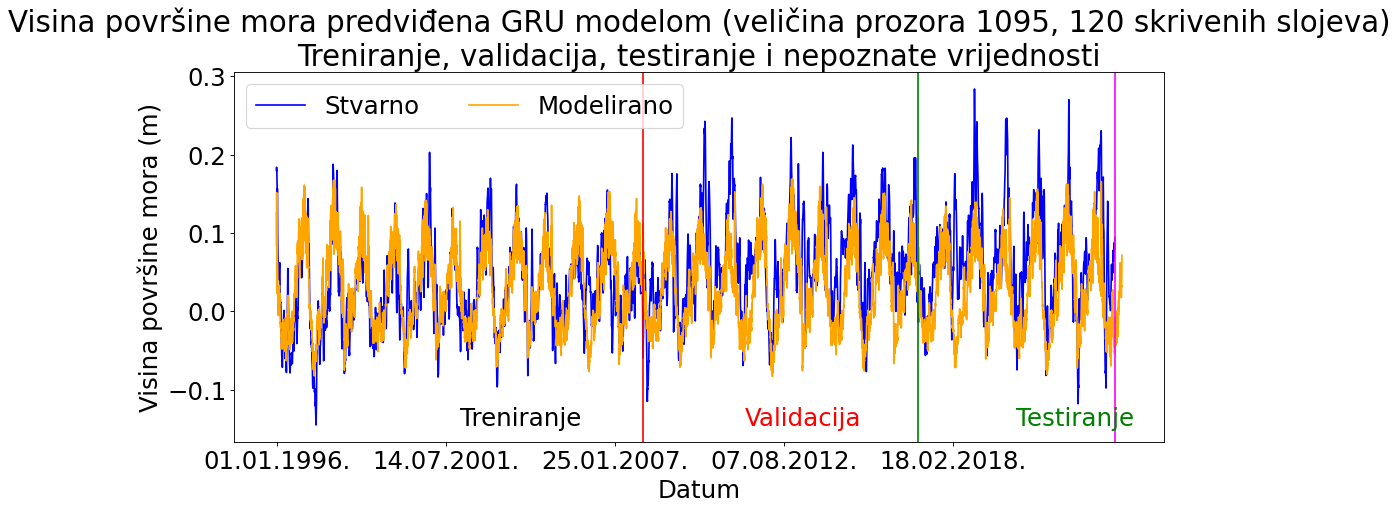 Visina površine mora predviđena GRU modelom (veličina prozora 1095, 120 skrivenih slojeva)
Treniranje, validacija, testiranje i nepoznate vrijednosti
Stvarno
Modelirano
Visina površine mora (m)
0.3
0.2
0.1
0.0
−0.1
Treniranje
Validacija
Testiranje
01.01.1996.
14.07.2001.
25.01.2007.
07.08.2012.
18.02.2018.
Datum